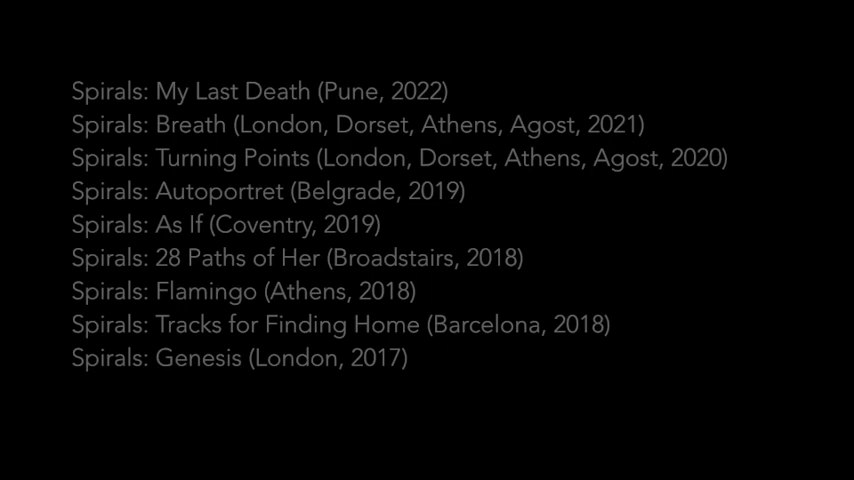 Spirals: My Last Death (Pune, 2022)
Spirals: Breath (London, Dorset, Athens, Agost, 2021)
Spirals: Turning Points (London, Dorset, Athens, Agost, 2020)
Spirals: Autoportret (Belgrade, 2019)
Spirals: As If (Coventry, 2019)
Spirals: 28 Paths of Her (Broadstairs, 2018)
Spirals: Flamingo (Athens, 2018)
Spirals: Tracks for Finding Home (Barcelona, 2018)
Spirals: Genesis (London, 2017)